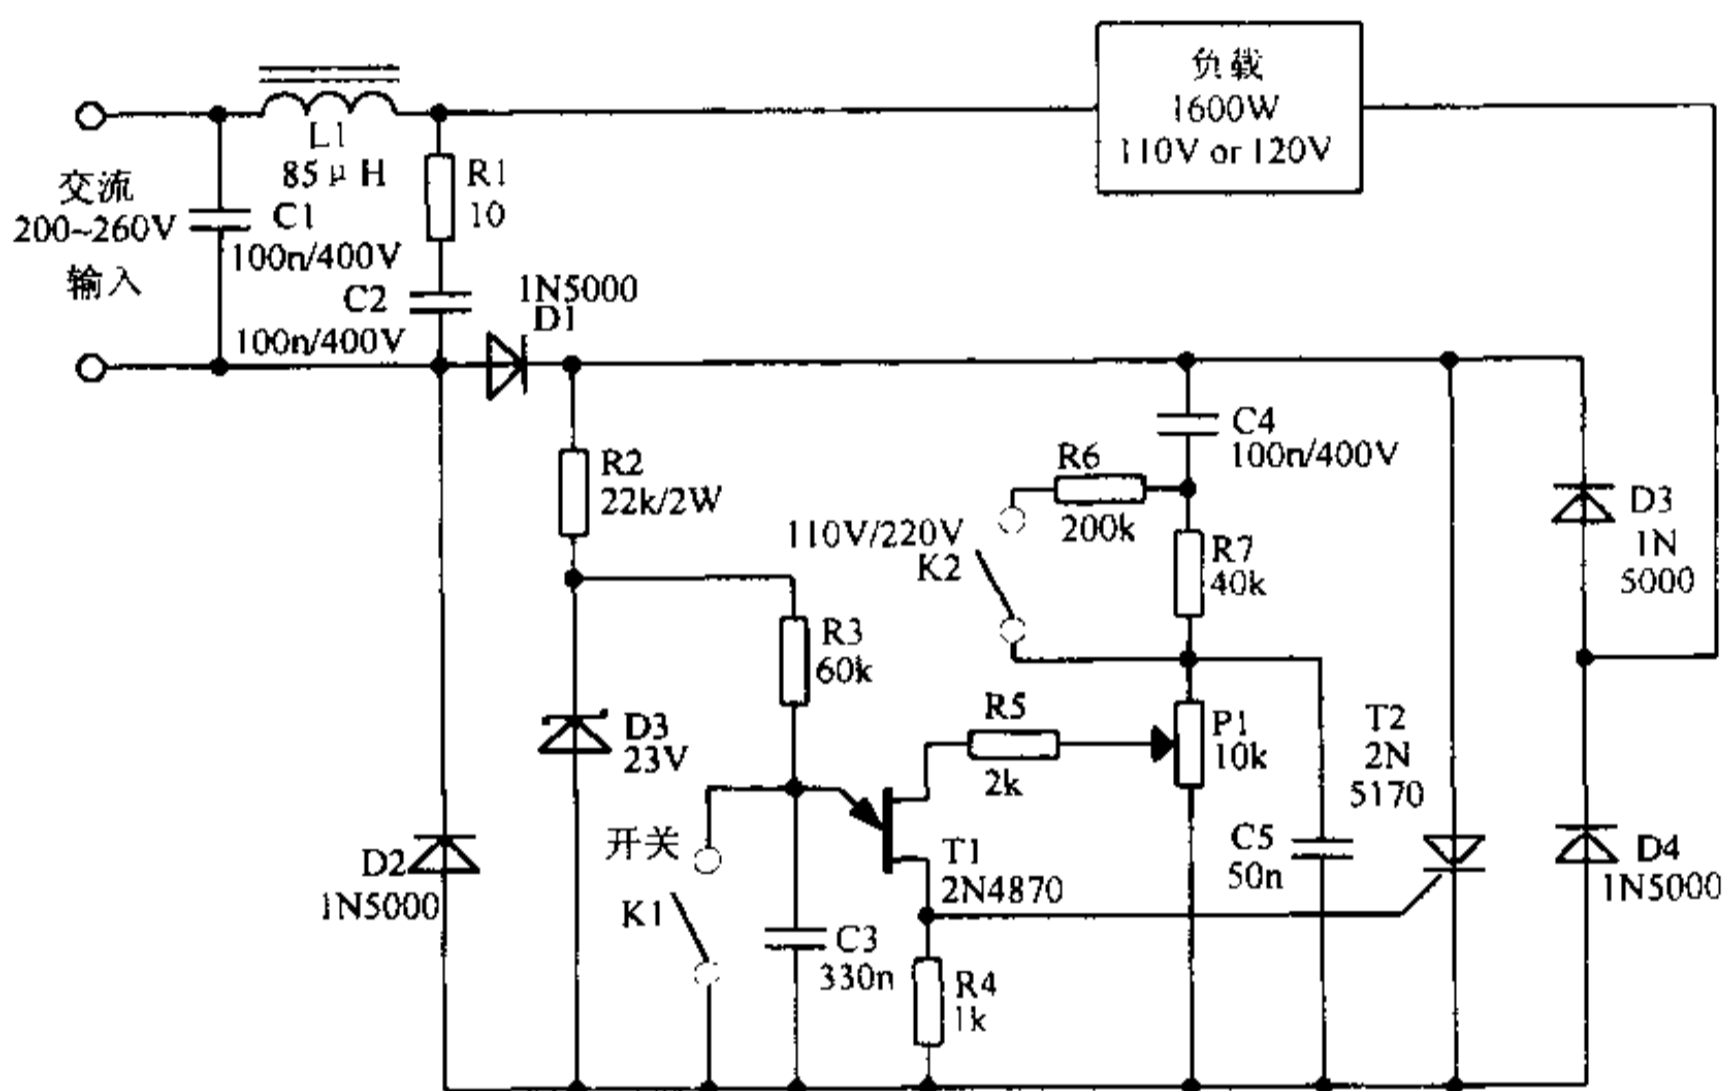 负载
1600W
110V or 120V
L1
85μH
R1
10
交流
200~260V
输入
C1
100n/400V
C2
100n/400V
1N5000
D1
R2
22k/2W
R6
200k
C4
100n/400V
110V/220V
K2
R7
40k
D3
1N
5000
R3
60k
D3
23V
R5
2k
P1
10k
T2
2N
5170
开关
K1
D2
1N5000
T1
2N4870
C5
50n
D4
1N5000
C3
330n
R4
1k